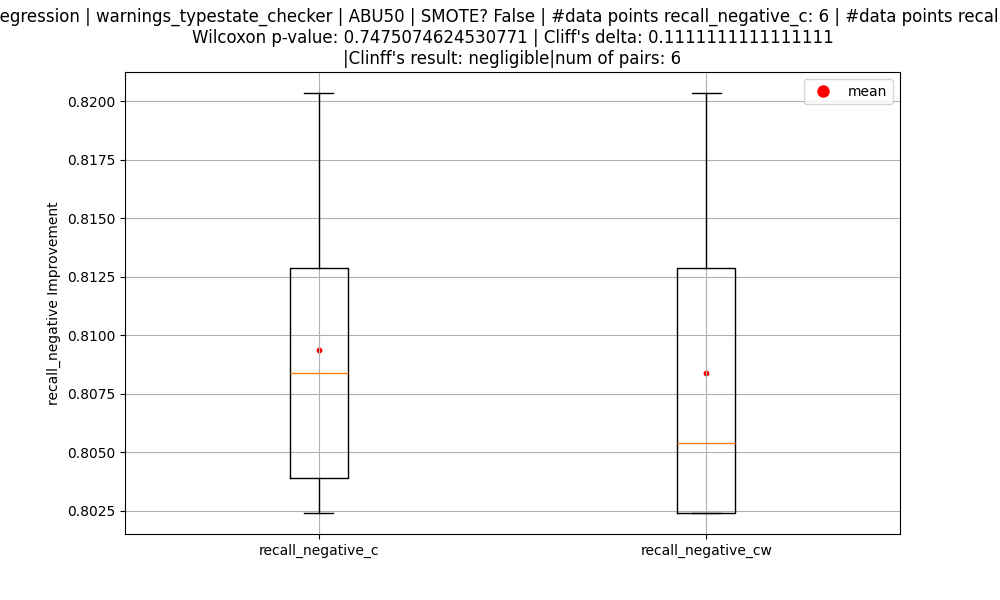 egression | warnings_typestate_checker | ABU50 | SMOTE? False | #data points recall_negative_c: 6 | #data points recal
Wilcoxon p-value: 0.7475074624530771 | Cliff's delta: 0.1111111111111111
|Clinff's result: negligible|num of pairs: 6
mean
0.8200
0.8175
0.8150
0.8125
0.8100
0.8075
0.8050
0.8025
recall_negative Improvement
recall_negative_c
recall_negative_cw